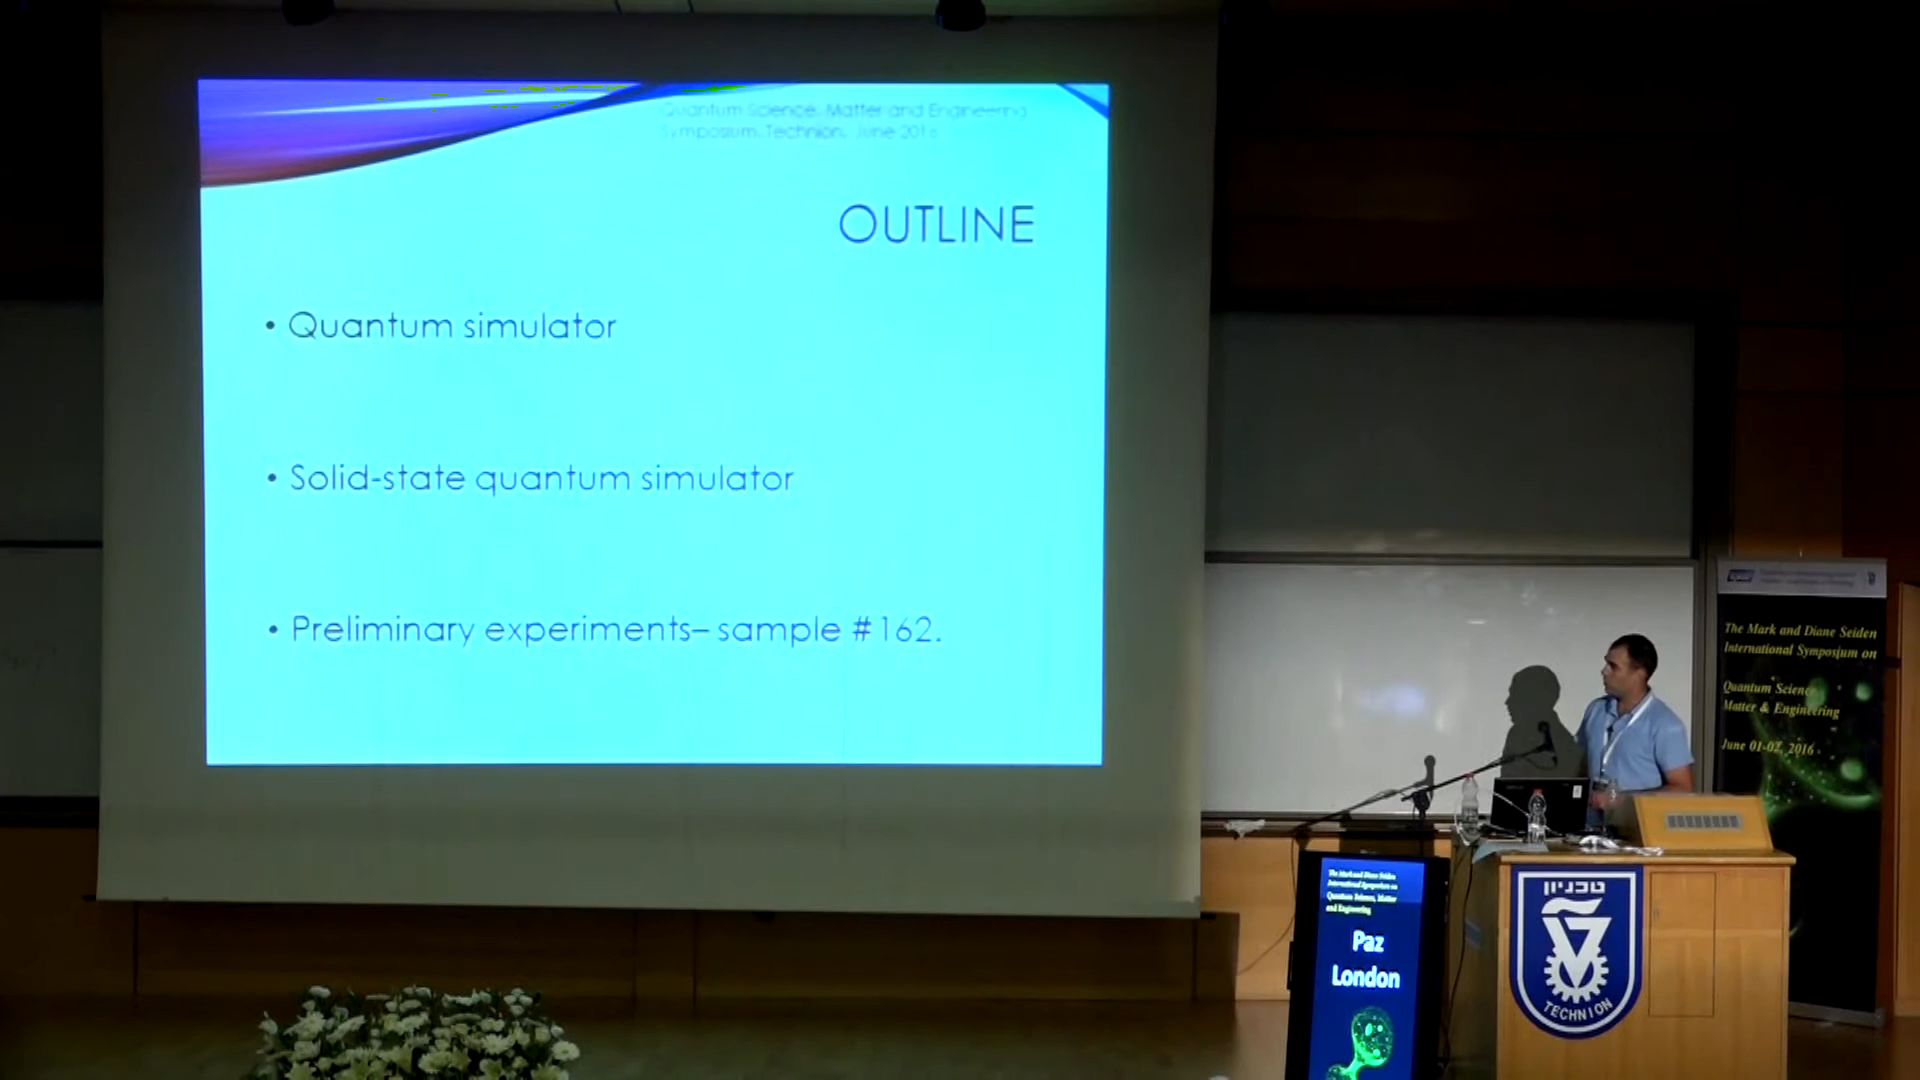 Quantum Science, Matter and Engineering
Symposium, Technion, June 2016
OUTLINE
• Quantum simulator
• Solid-state quantum simulator
• Preliminary experiments– sample #162.
The Mark and Diane Seiden
International Symposium on
Quantum Science
Matter & Engineering
June 01-02, 2016
The Mark and Diane Seiden
International Symposium on
Quantum Science, Matter
and Engineering
Paz
London
טכניון
TECHNION